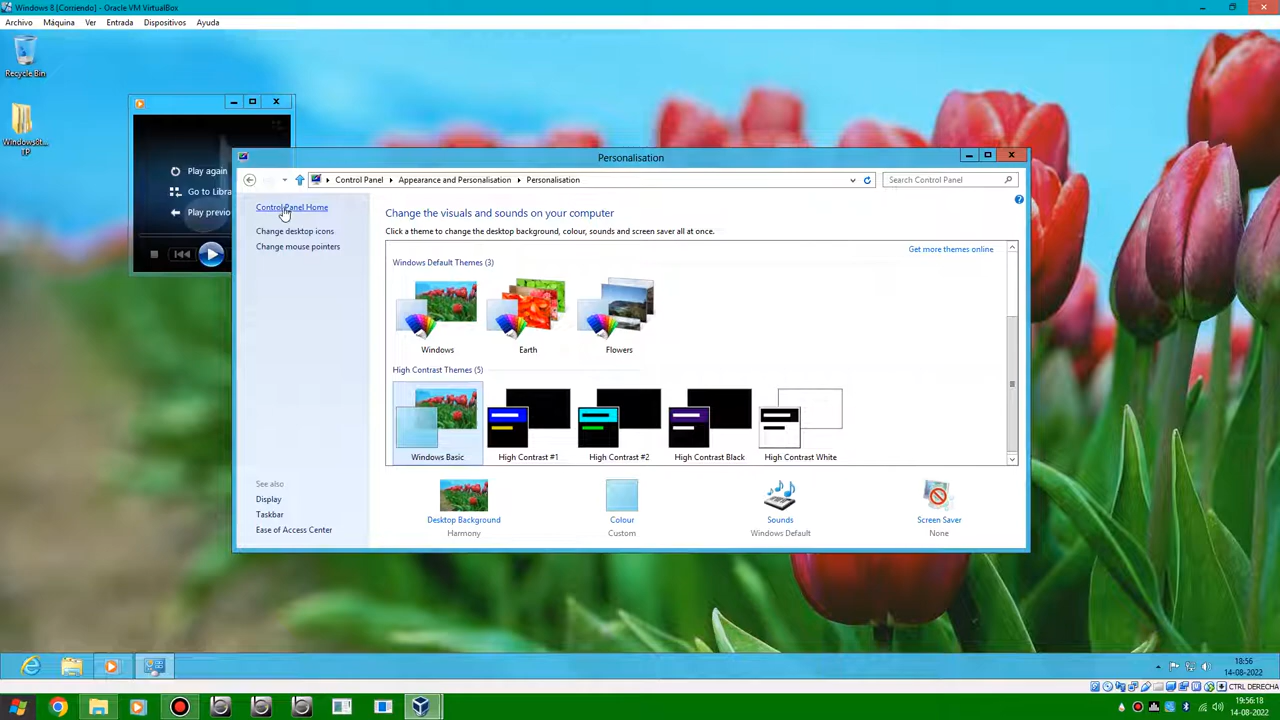 Windows 8 [Corriendo] - Oracle VM VirtualBox
Archivo Máquina Ver Entrada Dispositivos Ayuda
Recycle Bin
Play again
Go to Libra
Play previo
Personalisation
Control Panel Appearance and Personalisation Personalisation
Search Control Panel
Control Panel Home
Change desktop icons
Change mouse pointers
Change the visuals and sounds on your computer
Click a theme to change the desktop background, colour, sounds and screen saver all at once.
Get more themes online
Windows Default Themes (3)
Windows Earth Flowers
High Contrast Themes (5)
Windows Basic High Contrast #1 High Contrast #2 High Contrast Black High Contrast White
See also
Display
Taskbar
Ease of Access Center
Desktop Background Colour Sounds Screen Saver
Harmony Custom Windows Default None
18:56
14-08-2022
CTRL DERECHA
19:56:18
14-08-2022